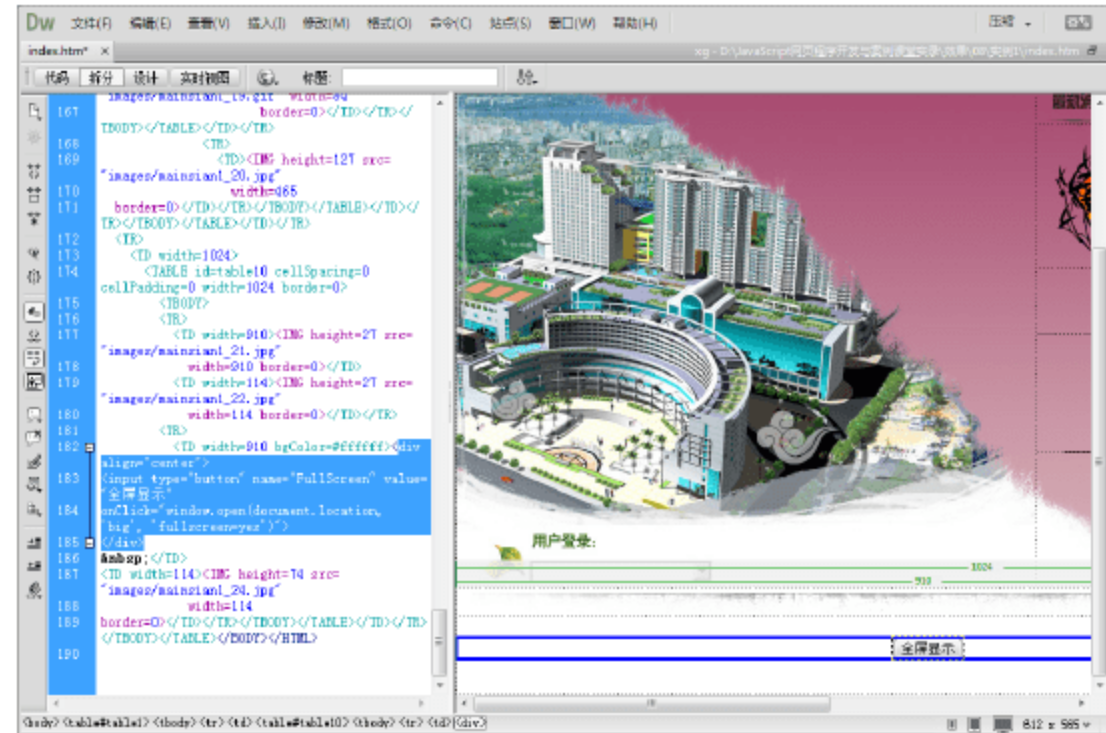 Dw 文件(F) 编辑(E) 查看(V) 插入(I) 修改(M) 格式(O) 命令(C) 站点(S) 窗口(W) 帮助(H) 压缩
index.htm* ×
代码 拆分 设计 实时视图 标题:
167 border=0></TD></TR></
TBODY></TABLE></TD></TR>
168 <TR>
169 <TD><IMG height=127 src=
"images/mainxian1_20.jpg"
170 width=465
171 border=0></TD></TR></TBODY></TABLE></TD></
TR></TBODY></TABLE></TD></TR>
172 <TR>
173 <TD width=1024>
174 <TABLE id=table10 cellSpacing=0
cellPadding=0 width=1024 border=0>
175 <TBODY>
176 <TR>
177 <TD width=910><IMG height=27 src=
"images/mainxian1_21.jpg"
178 width=910 border=0></TD>
179 <TD width=114><IMG height=27 src=
"images/mainxian1_22.jpg"
180 width=114 border=0></TD></TR>
181 <TR>
182 <TD width=910 bgColor=#ffffff><div
align="center">
183 <input type="button" name="FullScreen" value=
"全屏显示"
184 onClick="window.open(document.location,
'big', 'fullscreen=yes')">
185 </div>
186 &nbsp;</TD>
187 <TD width=114><IMG height=74 src=
"images/mainxian1_24.jpg"
188 width=114
189 border=0></TD></TR></TBODY></TABLE></TD></TR>
</TBODY></TABLE></BODY></HTML>
190
用户登录:
1024
910
全屏显示
<body> <table#table1> <tbody> <tr> <td> <table#table10> <tbody> <tr> <td> <div> 612 x 565